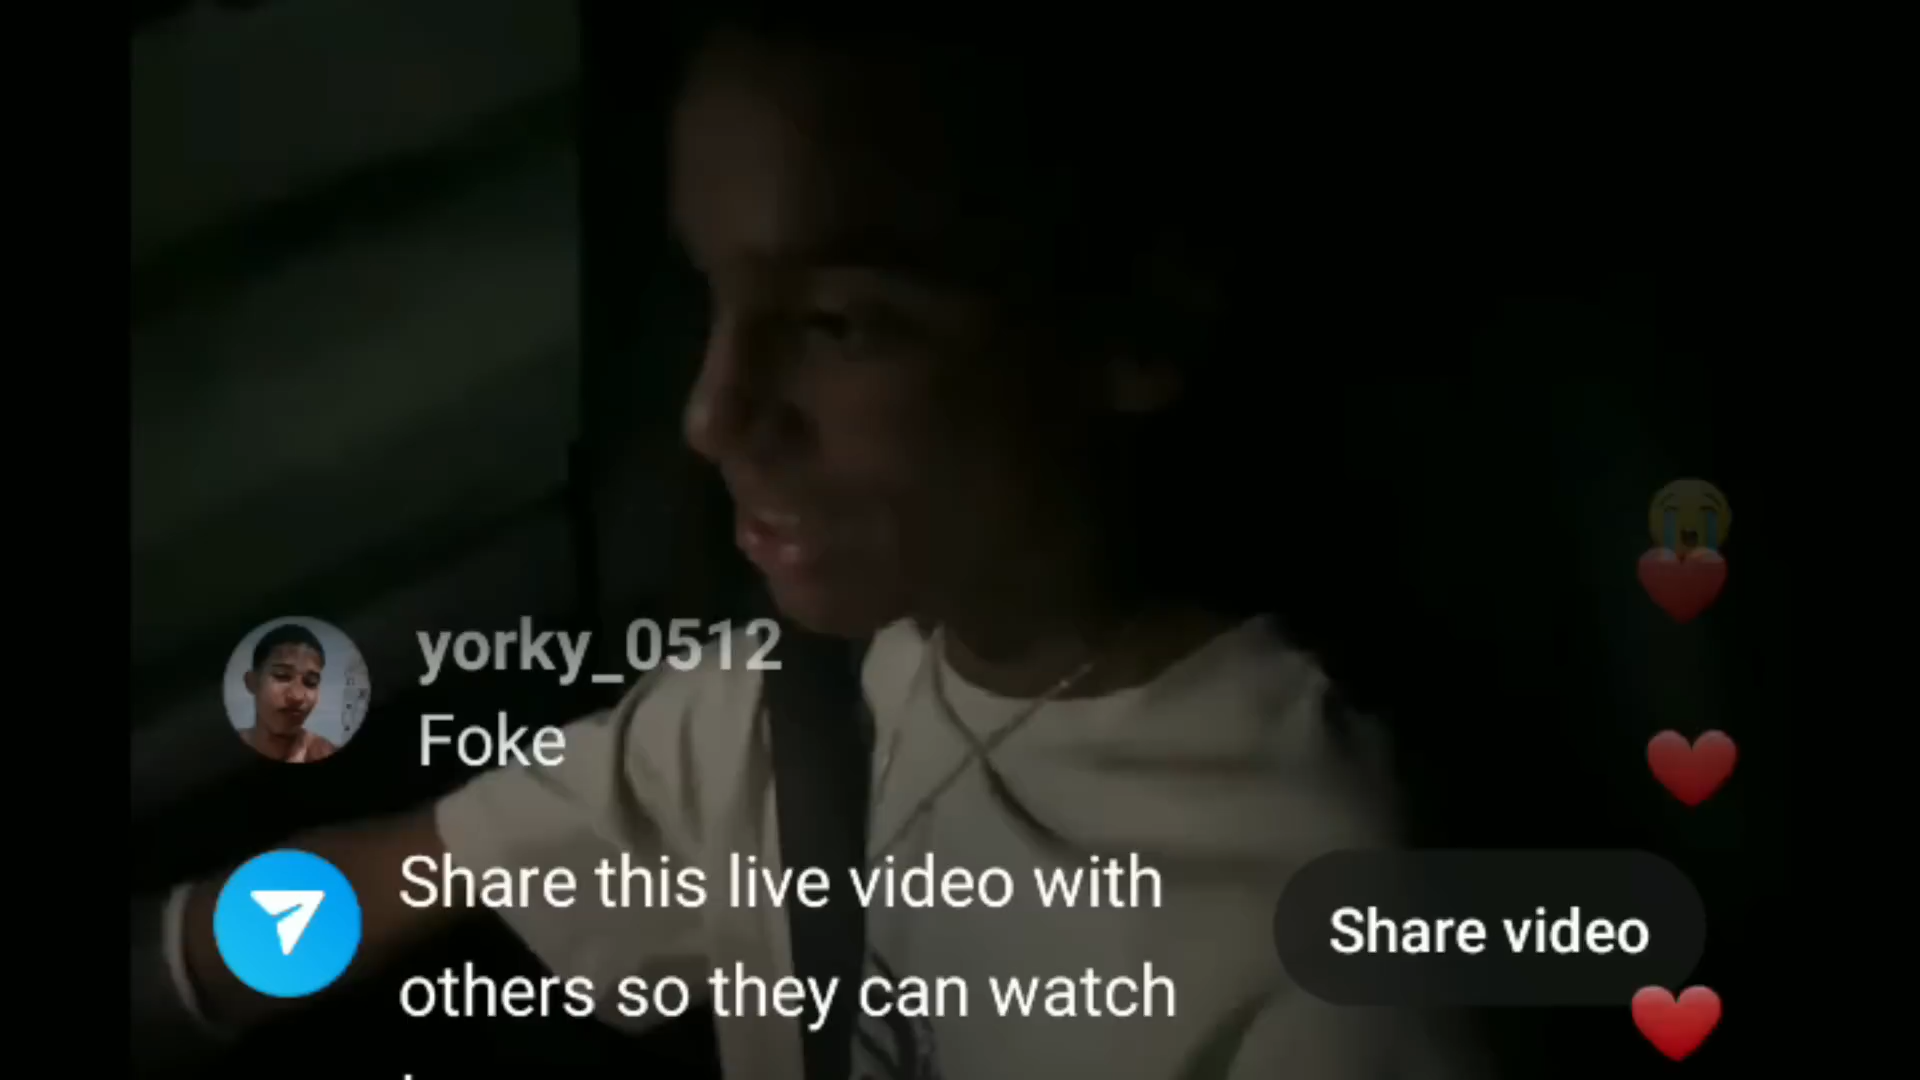 yorky_0512
Foke
Share this live video with
others so they can watch
Share video